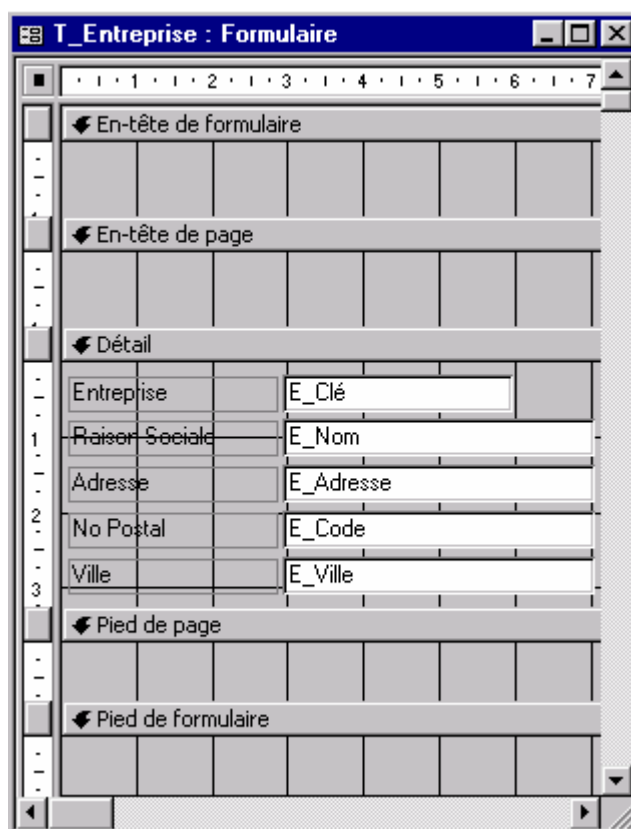 T_Entreprise : Formulaire
1 2 3 4 5 6 7
En-tête de formulaire
En-tête de page
Détail
Entreprise E_Clé
1 Raison Sociale E_Nom
Adresse E_Adresse
2 No Postal E_Code
Ville E_Ville
3
Pied de page
Pied de formulaire